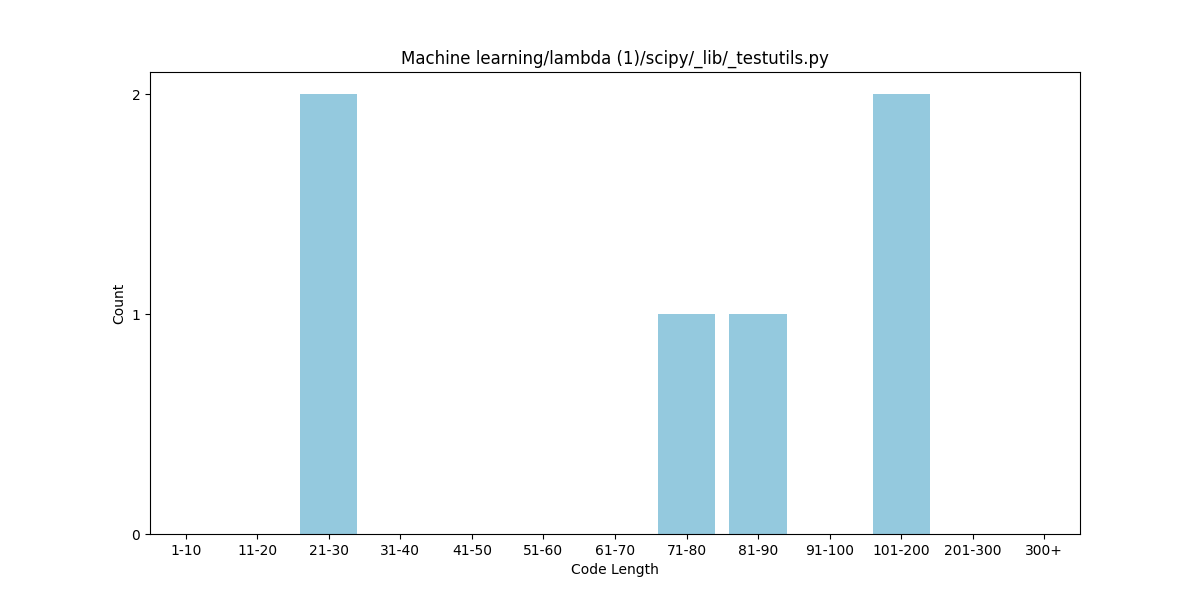 Machine learning/lambda (1)/scipy/_lib/_testutils.py
2
1
0
Count
1-10 11-20 21-30 31-40 41-50 51-60 61-70 71-80 81-90 91-100 101-200 201-300 300+
Code Length